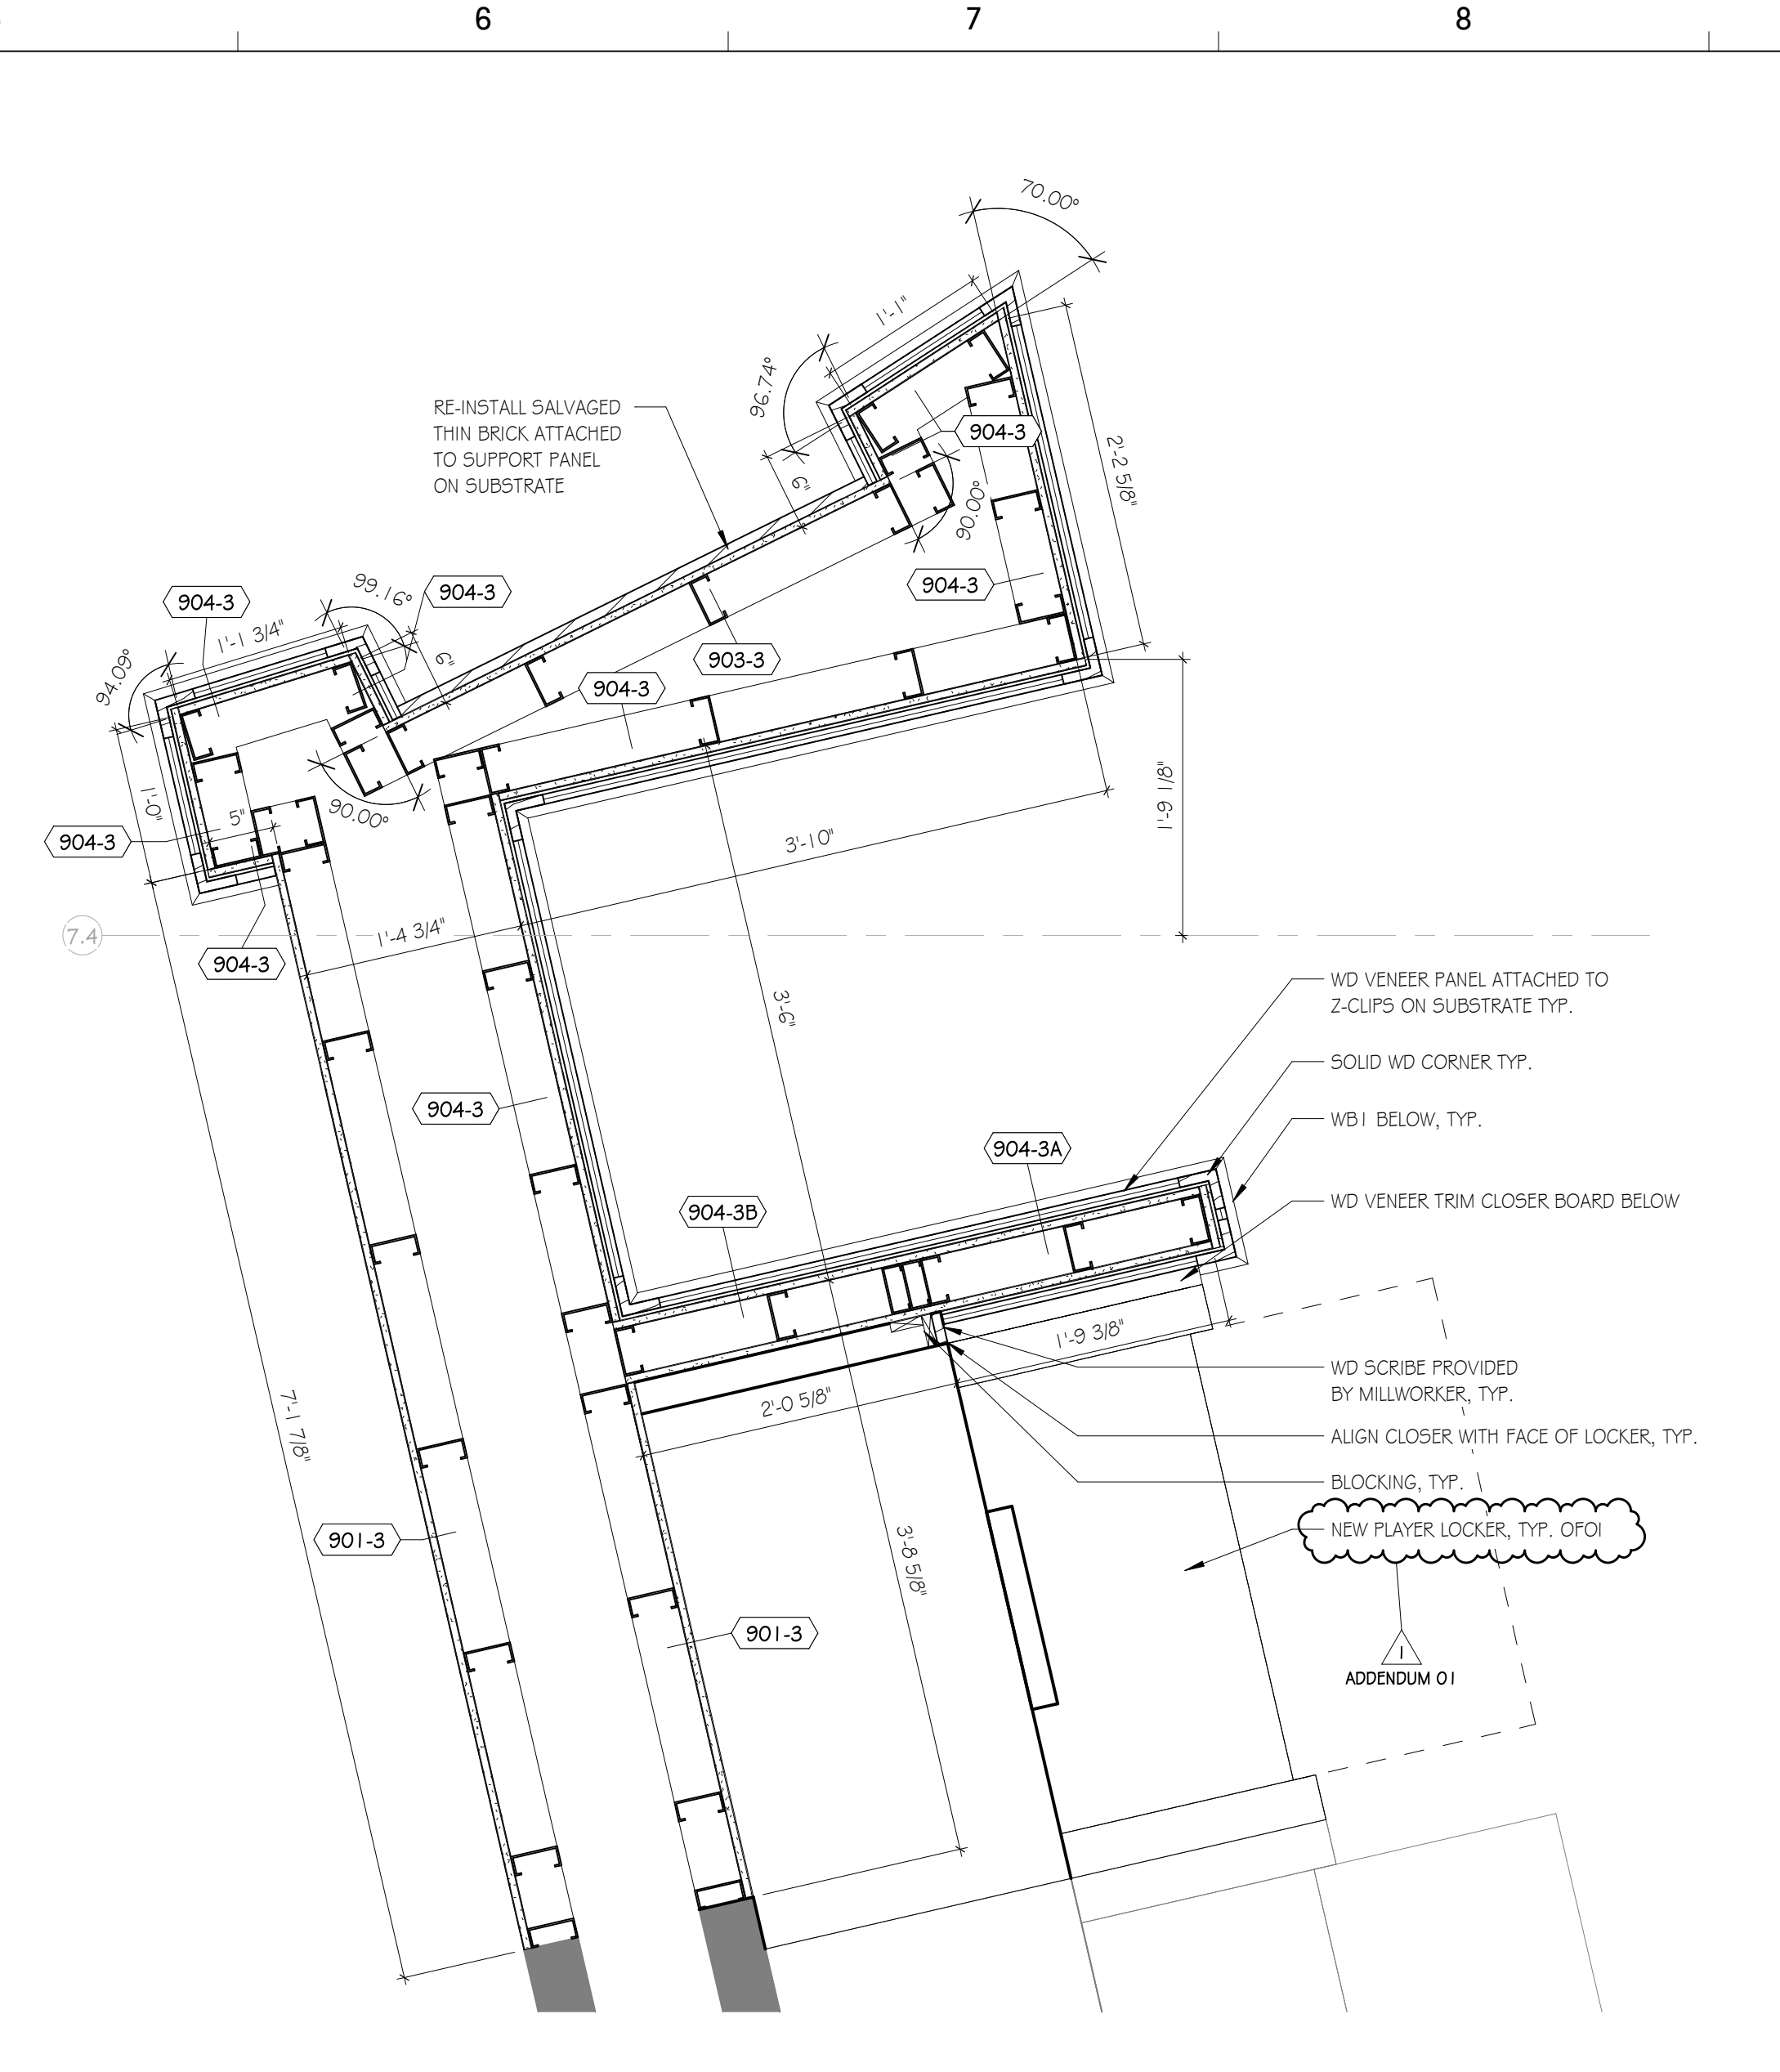 6
7
8
70.00°
1'-1"
96.74°
RE-INSTALL SALVAGED
THIN BRICK ATTACHED
TO SUPPORT PANEL
ON SUBSTRATE
904-3
2'-2 5/8"
6"
90.00°
904-3
99.16°
904-3
904-3
1'-1 3/4"
94.09°
6"
903-3
904-3
1'-0"
5"
90.00°
904-3
1'-9 1/8"
3'-10"
7.4
1'-4 3/4"
904-3
3'-6"
WD VENEER PANEL ATTACHED TO
Z-CLIPS ON SUBSTRATE TYP.
SOLID WD CORNER TYP.
904-3
WB1 BELOW, TYP.
904-3A
WD VENEER TRIM CLOSER BOARD BELOW
904-3B
1'-9 3/8"
WD SCRIBE PROVIDED
BY MILLWORKER, TYP.
2'-0 5/8"
7'-1 7/8"
ALIGN CLOSER WITH FACE OF LOCKER, TYP.
BLOCKING, TYP.
NEW PLAYER LOCKER, TYP. OFOI
901-3
3'-8 5/8"
901-3
1
ADDENDUM 01